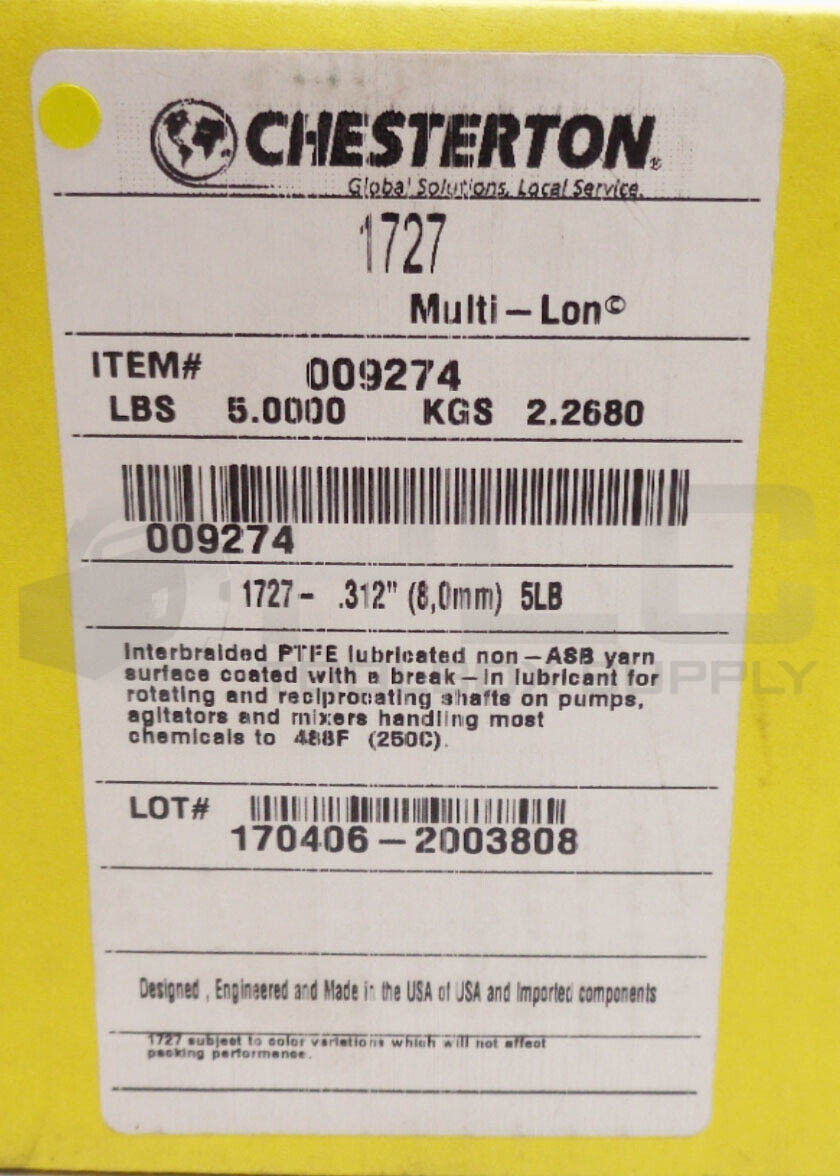 CHESTERTON®
Global Solutions, Local Service.
1727
Multi-Lon©
ITEM# 009274
LBS 5.0000 KGS 2.2680
009274
1727- .312" (8,0mm) 5LB
Interbraided PTFE lubricated non-ASB yarn
surface coated with a break-in lubricant for
rotating and reciprocating shafts on pumps,
agitators and mixers handling most
chemicals to 488F (250C).
LOT#
170406-2003808
Designed , Engineered and Made in the USA of USA and Imported components
1727 subject to color variations which will not affect
packing performance.
SUPPLY